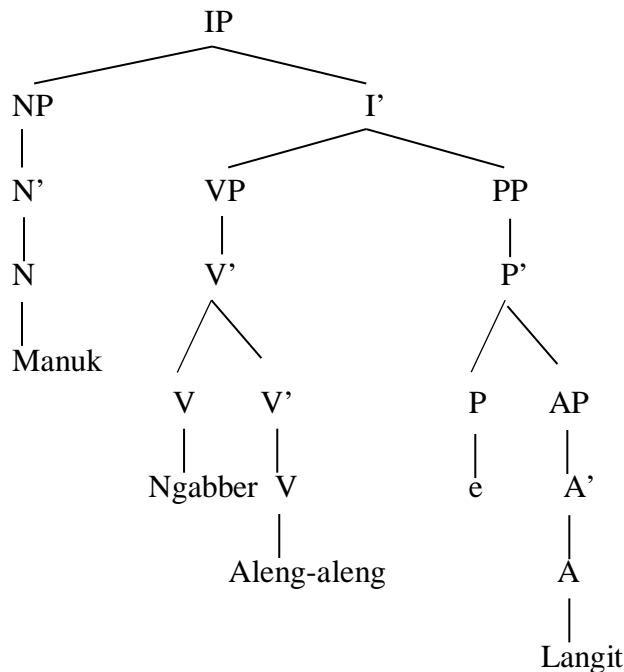 IP
NP I’
N’ VP PP
N V’ P’
Manuk
V V’ P AP
Ngabber V e A’
Aleng-aleng A
Langit